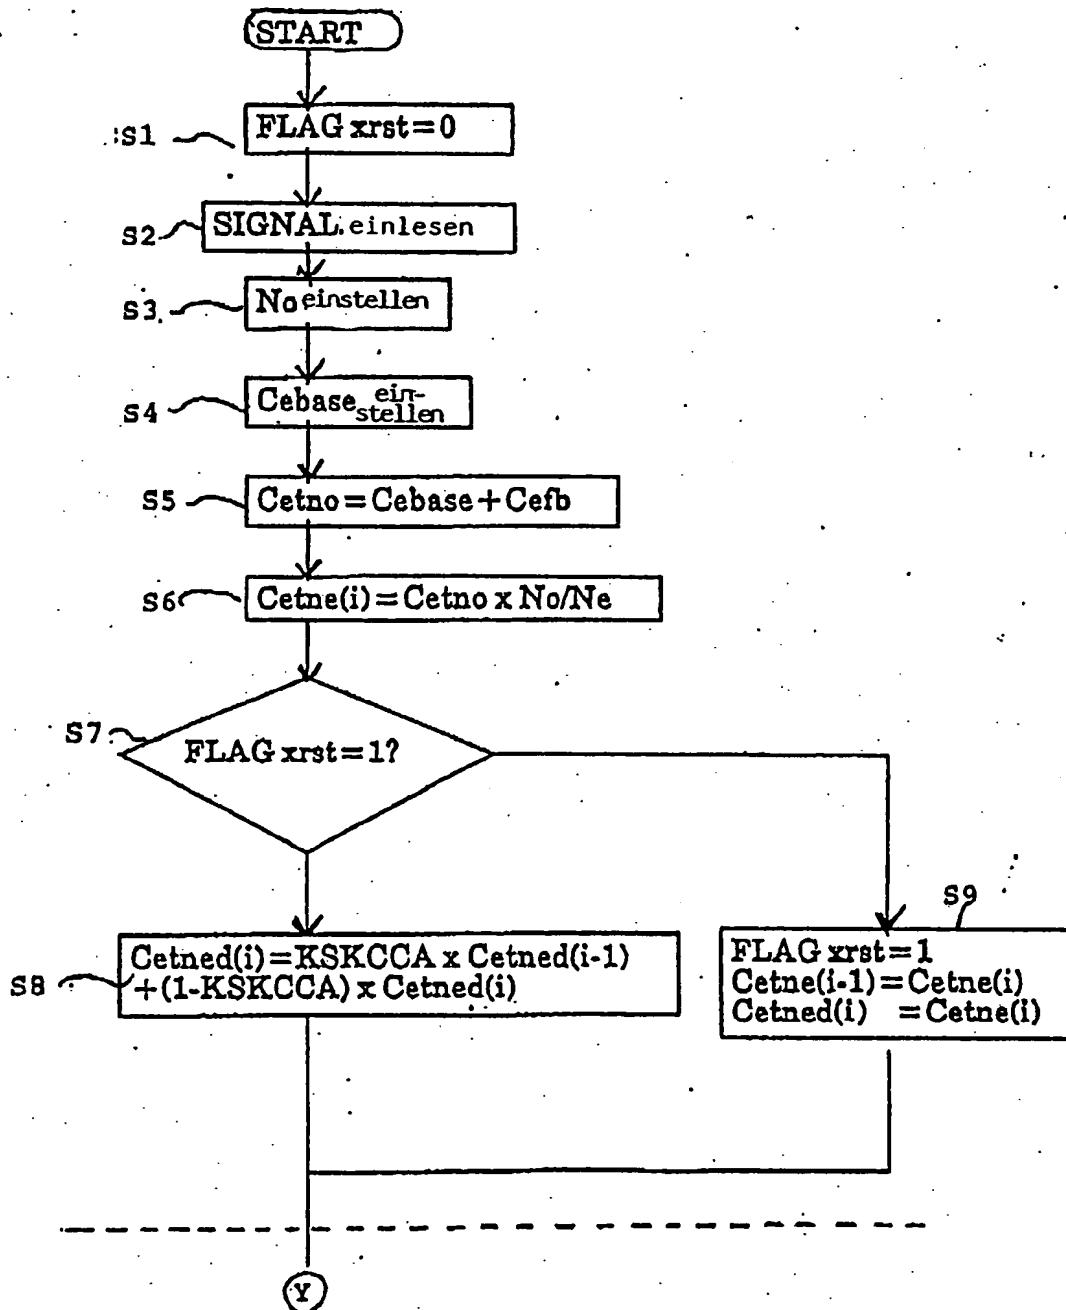 START
S1
FLAG xrst=0
S2
SIGNAL einlesen
S3
No einstellen
S4
Cebase ein-
stellen
S5
Cetno=Cebase+Cefb
S6
Cetne(i)=Cetno x No/Ne
S7
FLAG xrst=1?
S8
Cetned(i)=KSKCCA x Cetned(i-1)
+(1-KSKCCA) x Cetned(i)
S9
FLAG xrst=1
Cetne(i-1)=Cetne(i)
Cetned(i) =Cetne(i)
Y